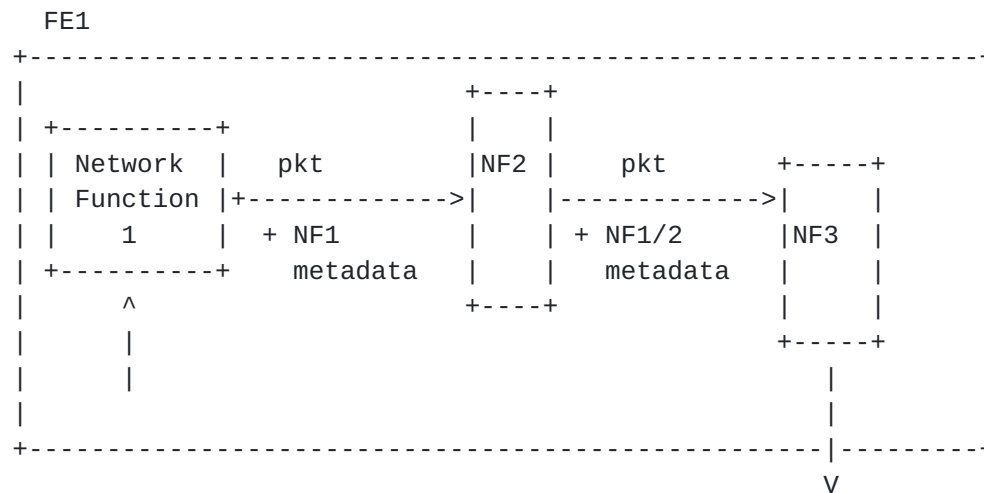 FE1
Network pkt NF2 pkt
Function
1 + NF1 + NF1/2 NF3
metadata metadata
V